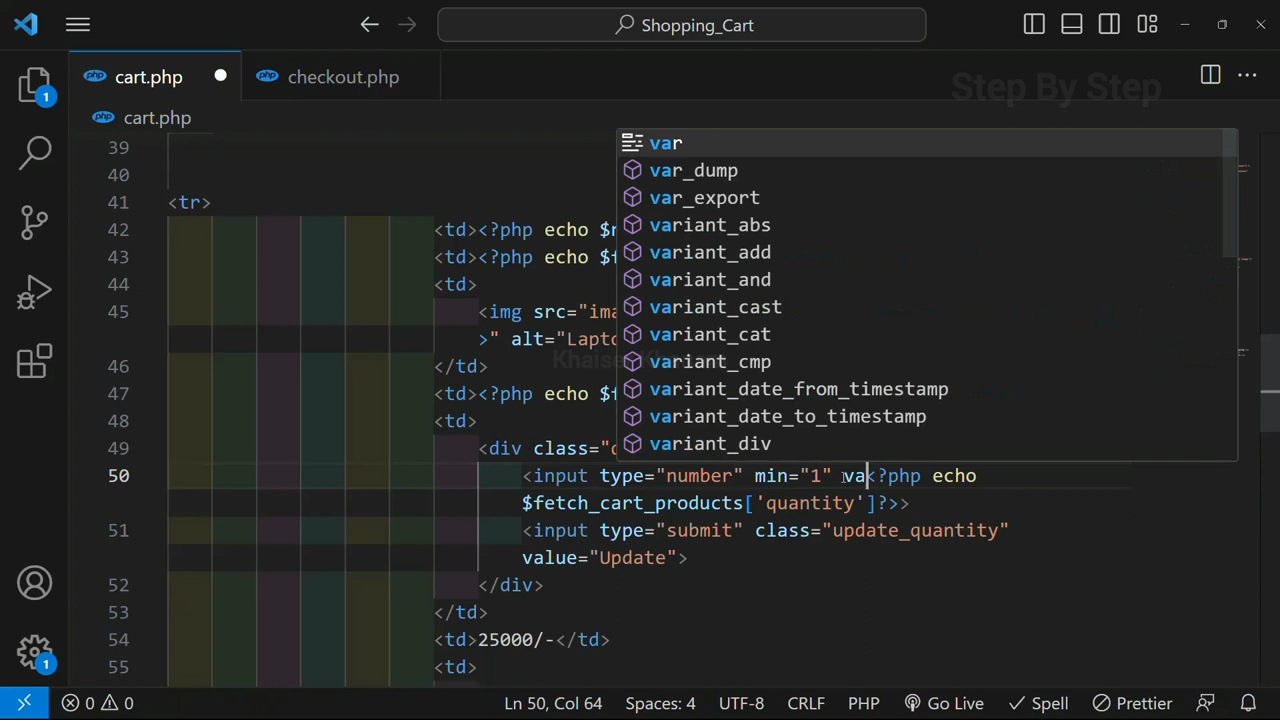 Shopping_Cart
cart.php
checkout.php
Step By Step
cart.php
39
40
41 <tr>
42 <td><?php echo
43 <td><?php echo
44 <td>
45 <img src=
>" alt=
46 </td>
47 <td><?php echo
48 <td>
49 <div class=
50 <input type="number" min="1" va<?php echo
$fetch_cart_products['quantity']?>>
51 <input type="submit" class="update_quantity"
value="Update">
52 </div>
53 </td>
54 <td>25000/-</td>
55 <td>
var
var_dump
var_export
variant_abs
variant_add
variant_and
variant_cast
variant_cat
variant_cmp
variant_date_from_timestamp
variant_date_to_timestamp
variant_div
1
1
0 0
Ln 50, Col 64
Spaces: 4
UTF-8
CRLF
PHP
Go Live
Spell
Prettier